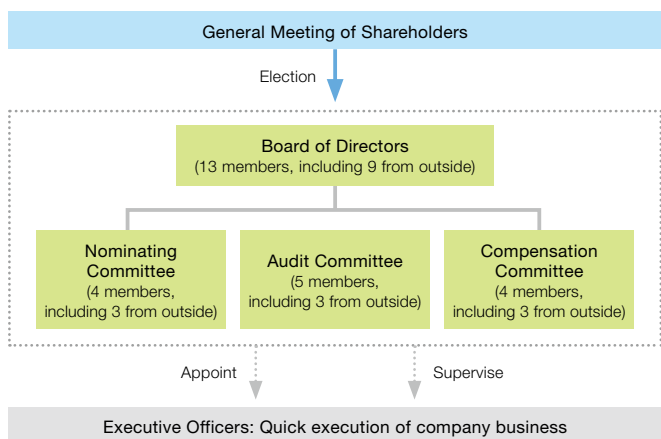 General Meeting of Shareholders
Election
Board of Directors
(13 members, including 9 from outside)
Nominating
Committee
(4 members,
including 3 from outside)
Audit Committee
(5 members,
including 3 from outside)
Compensation
Committee
(4 members,
including 3 from outside)
Appoint
Supervise
Executive Officers: Quick execution of company business